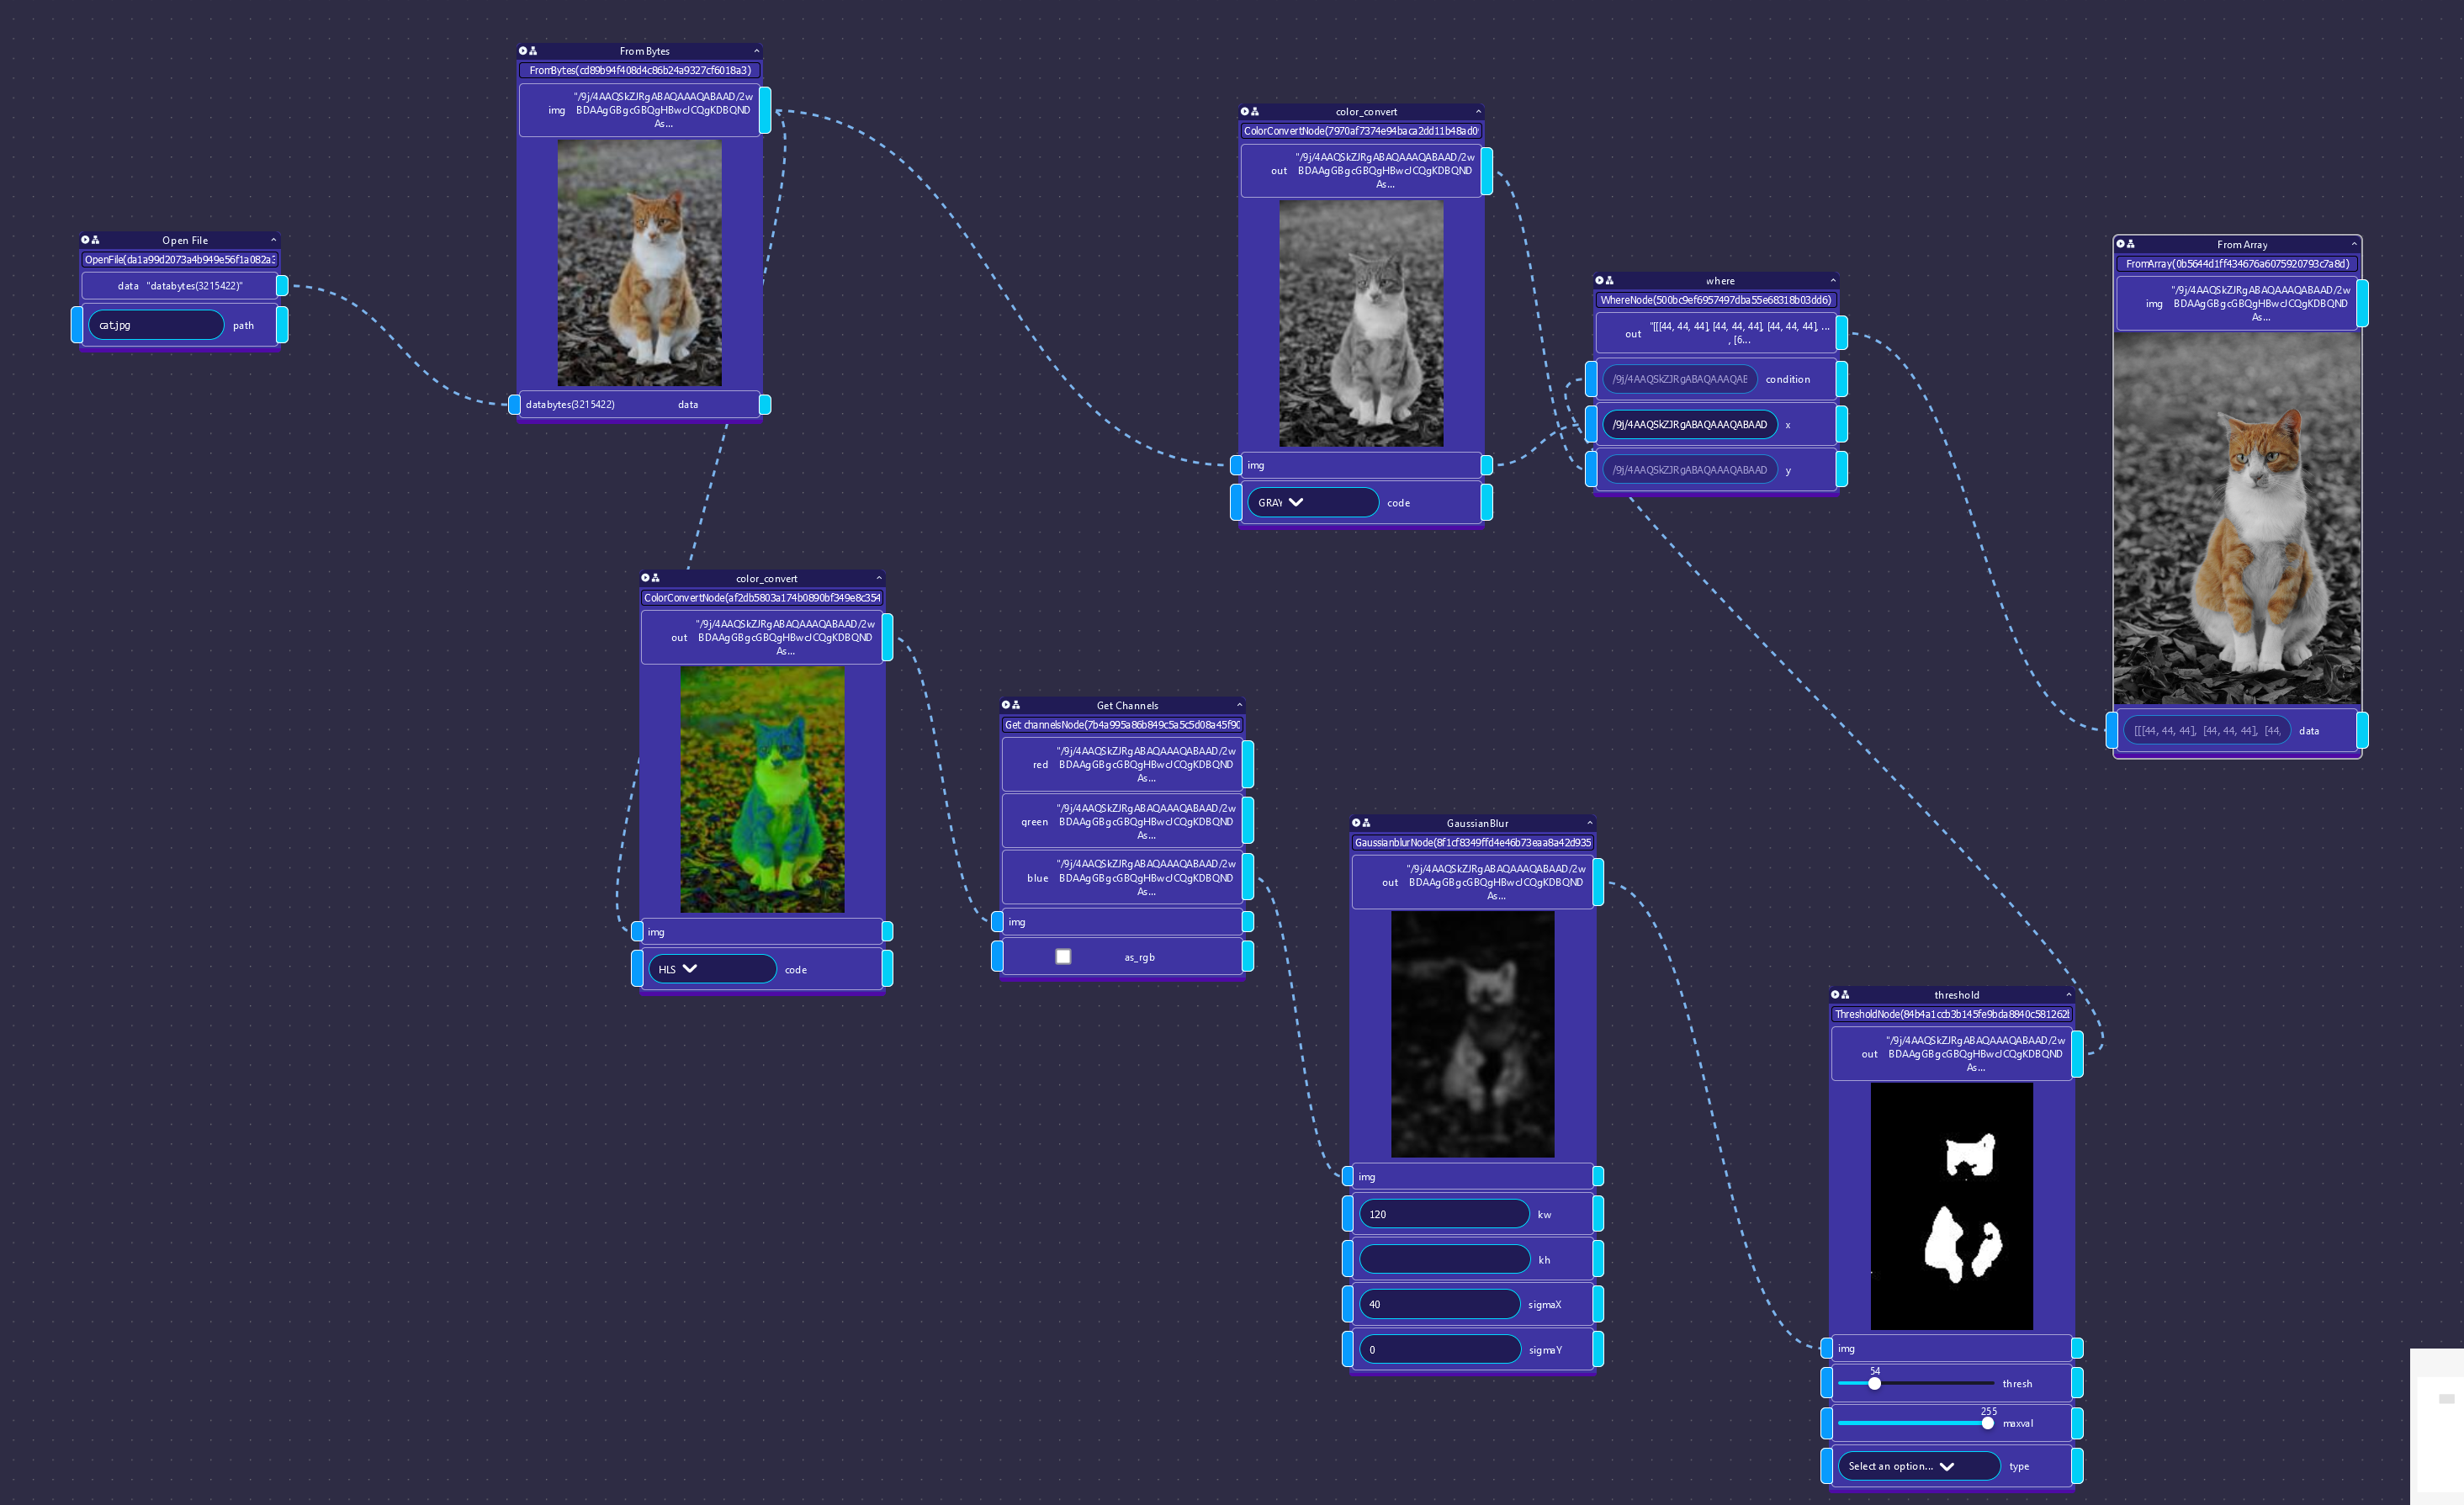 Open File
OpenFile(da1a99d2073a4b949e56f1a082a3
data "databytes(3215422)"
cat.jpg path
From Bytes
FromBytes(cd89b94f408d4c86b24a9327cf6018a3)
"/9j/4AAQSkZJRgABAQAAAQABAAD/2w
img BDAAgGBgcGBQgHBwcJCQgKDBQND
As...
databytes(3215422) data
color_convert
ColorConvertNode(af2db5803a174b0890bf349e8c354
"/9j/4AAQSkZJRgABAQAAAQABAAD/2w
out BDAAgGBgcGBQgHBwcJCQgKDBQND
As...
img
HLS code
Get Channels
Get channelsNode(7b4a995a86b849c5a5c5d08a45f90
"/9j/4AAQSkZJRgABAQAAAQABAAD/2w
red BDAAgGBgcGBQgHBwcJCQgKDBQND
As...
"/9j/4AAQSkZJRgABAQAAAQABAAD/2w
green BDAAgGBgcGBQgHBwcJCQgKDBQND
As...
"/9j/4AAQSkZJRgABAQAAAQABAAD/2w
blue BDAAgGBgcGBQgHBwcJCQgKDBQND
As...
img
as_rgb
color_convert
ColorConvertNode(7970af7374e94baca2dd11b48ad0
"/9j/4AAQSkZJRgABAQAAAQABAAD/2w
out BDAAgGBgcGBQgHBwcJCQgKDBQND
As...
img
GRAY code
GaussianBlur
GaussianblurNode(8f1cf8349ffd4e46b73eaa8a42d935
"/9j/4AAQSkZJRgABAQAAAQABAAD/2w
out BDAAgGBgcGBQgHBwcJCQgKDBQND
As...
img
120 kw
kh
40 sigmaX
0 sigmaY
where
WhereNode(500bc9ef6957497dba55e68318b03dd6)
"[[[44, 44, 44], [44, 44, 44], [44, 44, 44], ...
out , [6...
/9j/4AAQSkZJRgABAQAAAQAB condition
/9j/4AAQSkZJRgABAQAAAQABAAD x
/9j/4AAQSkZJRgABAQAAAQABAAD y
threshold
ThresholdNode(84b4a1ccb3b145fe9bda8840c581262b
"/9j/4AAQSkZJRgABAQAAAQABAAD/2w
out BDAAgGBgcGBQgHBwcJCQgKDBQND
As...
img
54
thresh
255
maxval
Select an option... type
From Array
FromArray(0b5644d1ff434676a6075920793c7a8d)
"/9j/4AAQSkZJRgABAQAAAQABAAD/2w
img BDAAgGBgcGBQgHBwcJCQgKDBQND
As...
[[[44, 44, 44], [44, 44, 44], [44, data